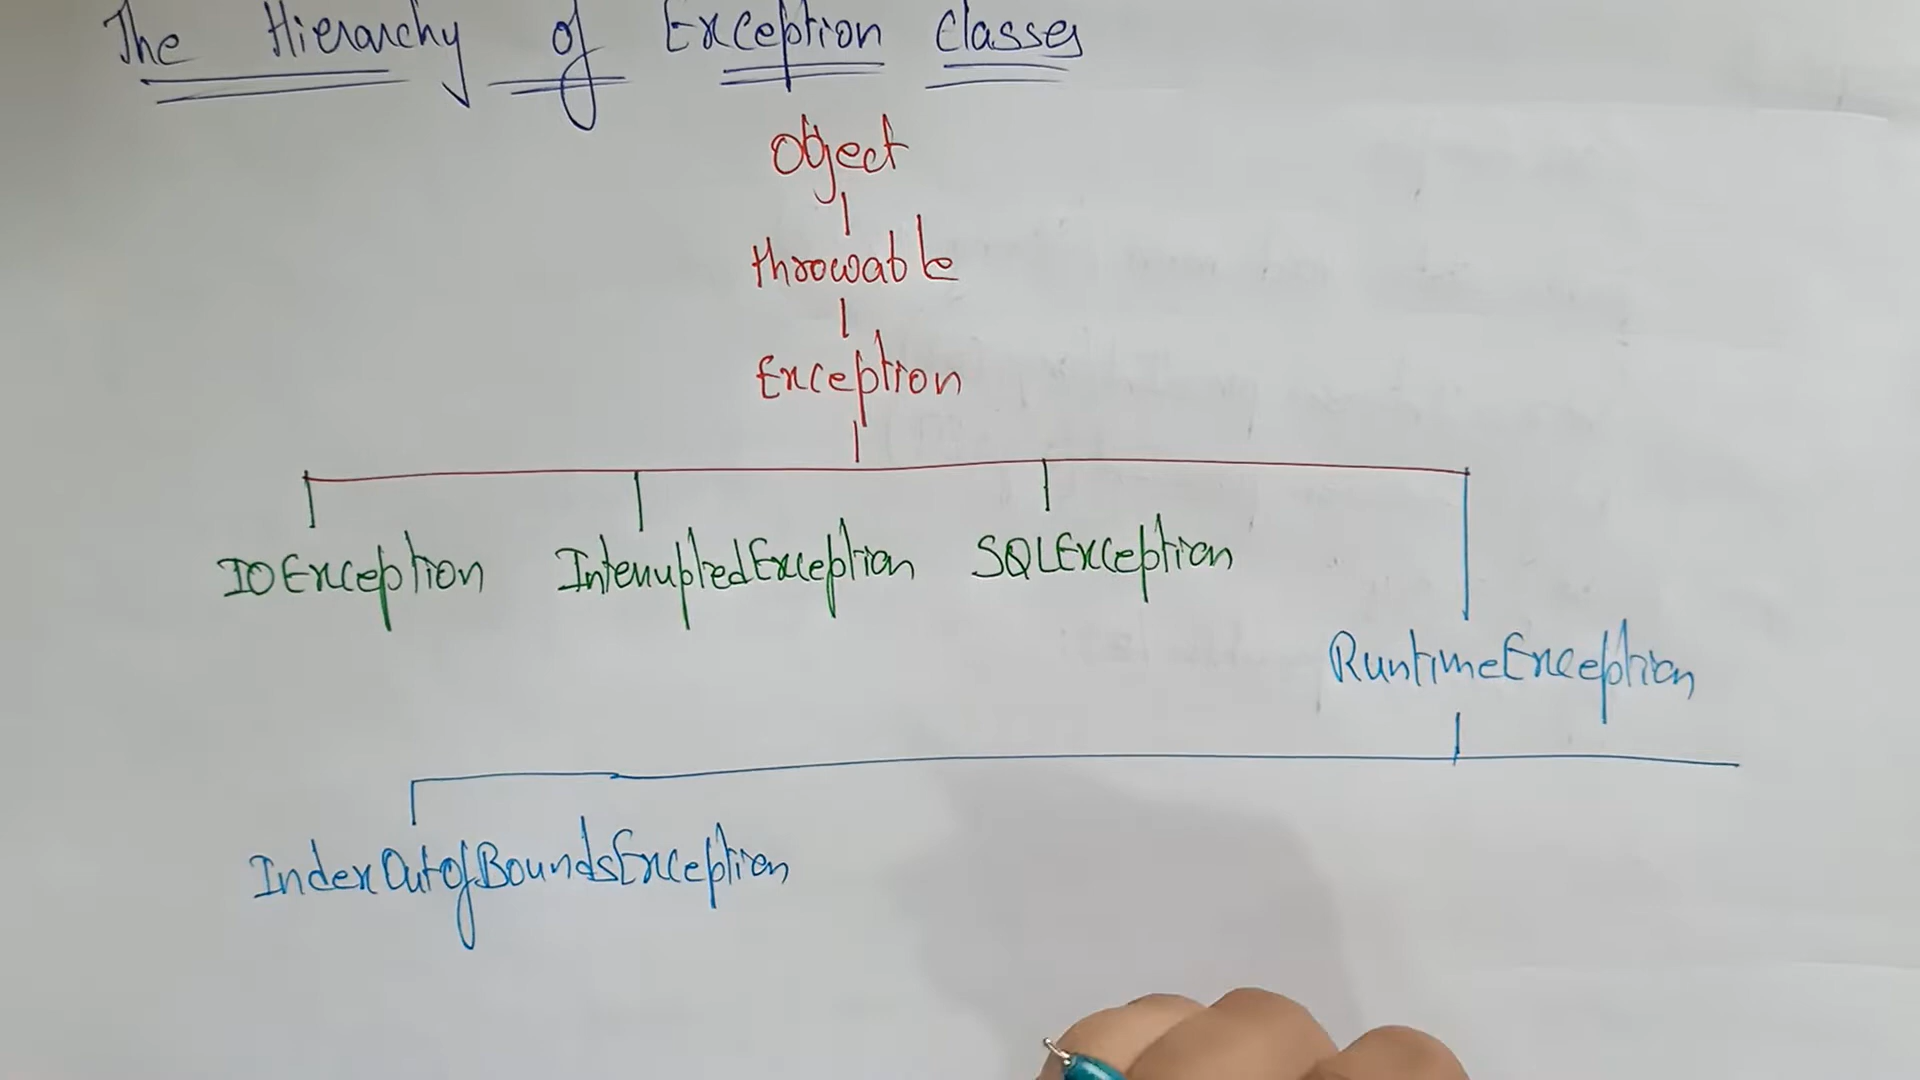 The Hierarchy of Exception classes
Object
throwable
Exception
IOException InterruptedException SQLException
RuntimeException
IndexOutofBoundsException